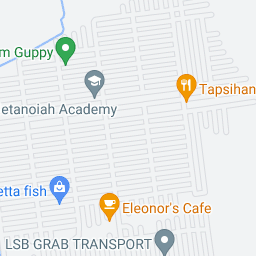 m Guppy
Tapsihan
etanoiah Academy
etta fish
Eleonor's Cafe
LSB GRAB TRANSPORT